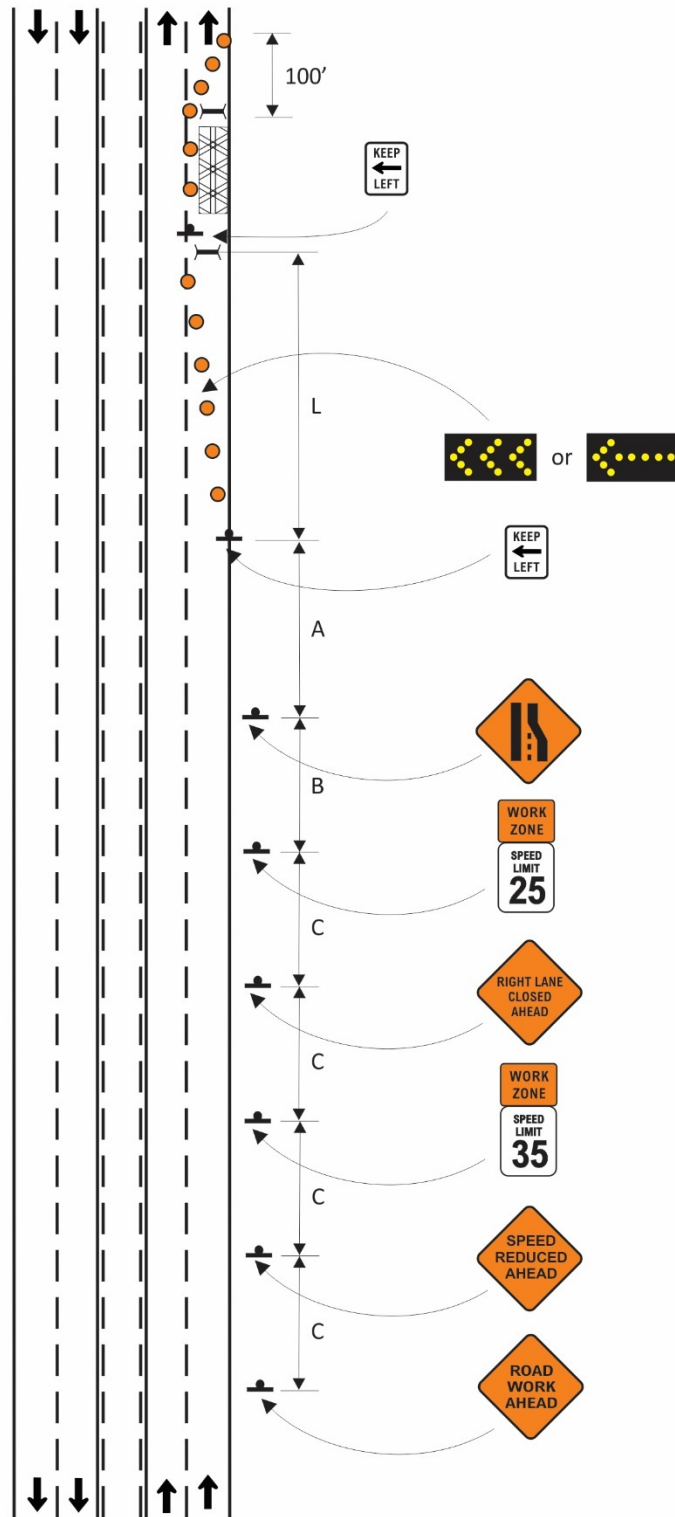 100’
KEEP
LEFT
L
or
KEEP
LEFT
A
B
WORK
ZONE
SPEED
LIMIT
25
C
RIGHT LANE
CLOSED
AHEAD
C
WORK
ZONE
SPEED
LIMIT
35
C
SPEED
REDUCED
AHEAD
C
ROAD
WORK
AHEAD